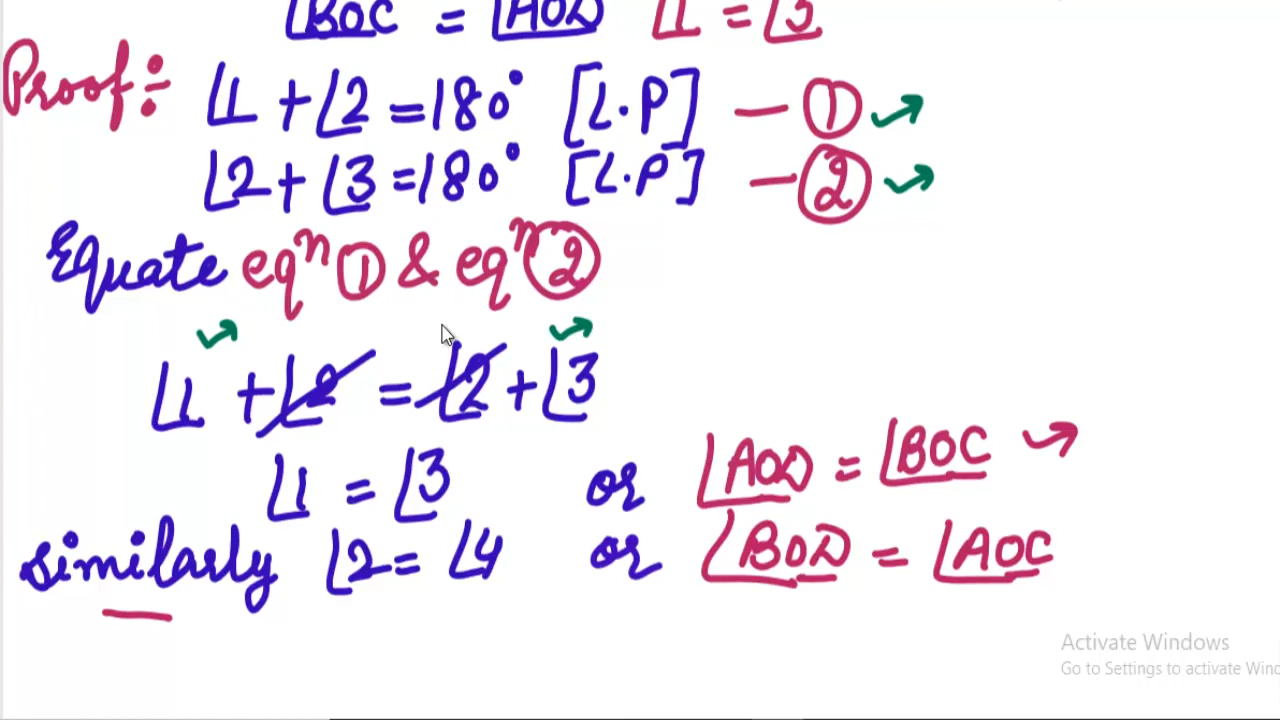 ∠BOC = ∠AOD ∠1 = ∠3
Proof :-
∠1 + ∠2 = 180° [L.P] — ①
∠2 + ∠3 = 180° [L.P] — ②
Equate eqⁿ ① & eqⁿ ②
∠1 + ∠2 = ∠2 + ∠3
∠1 = ∠3 or ∠AOD = ∠BOC
similarly ∠2 = ∠4 or ∠BOD = ∠AOC
Activate Windows
Go to Settings to activate Wind